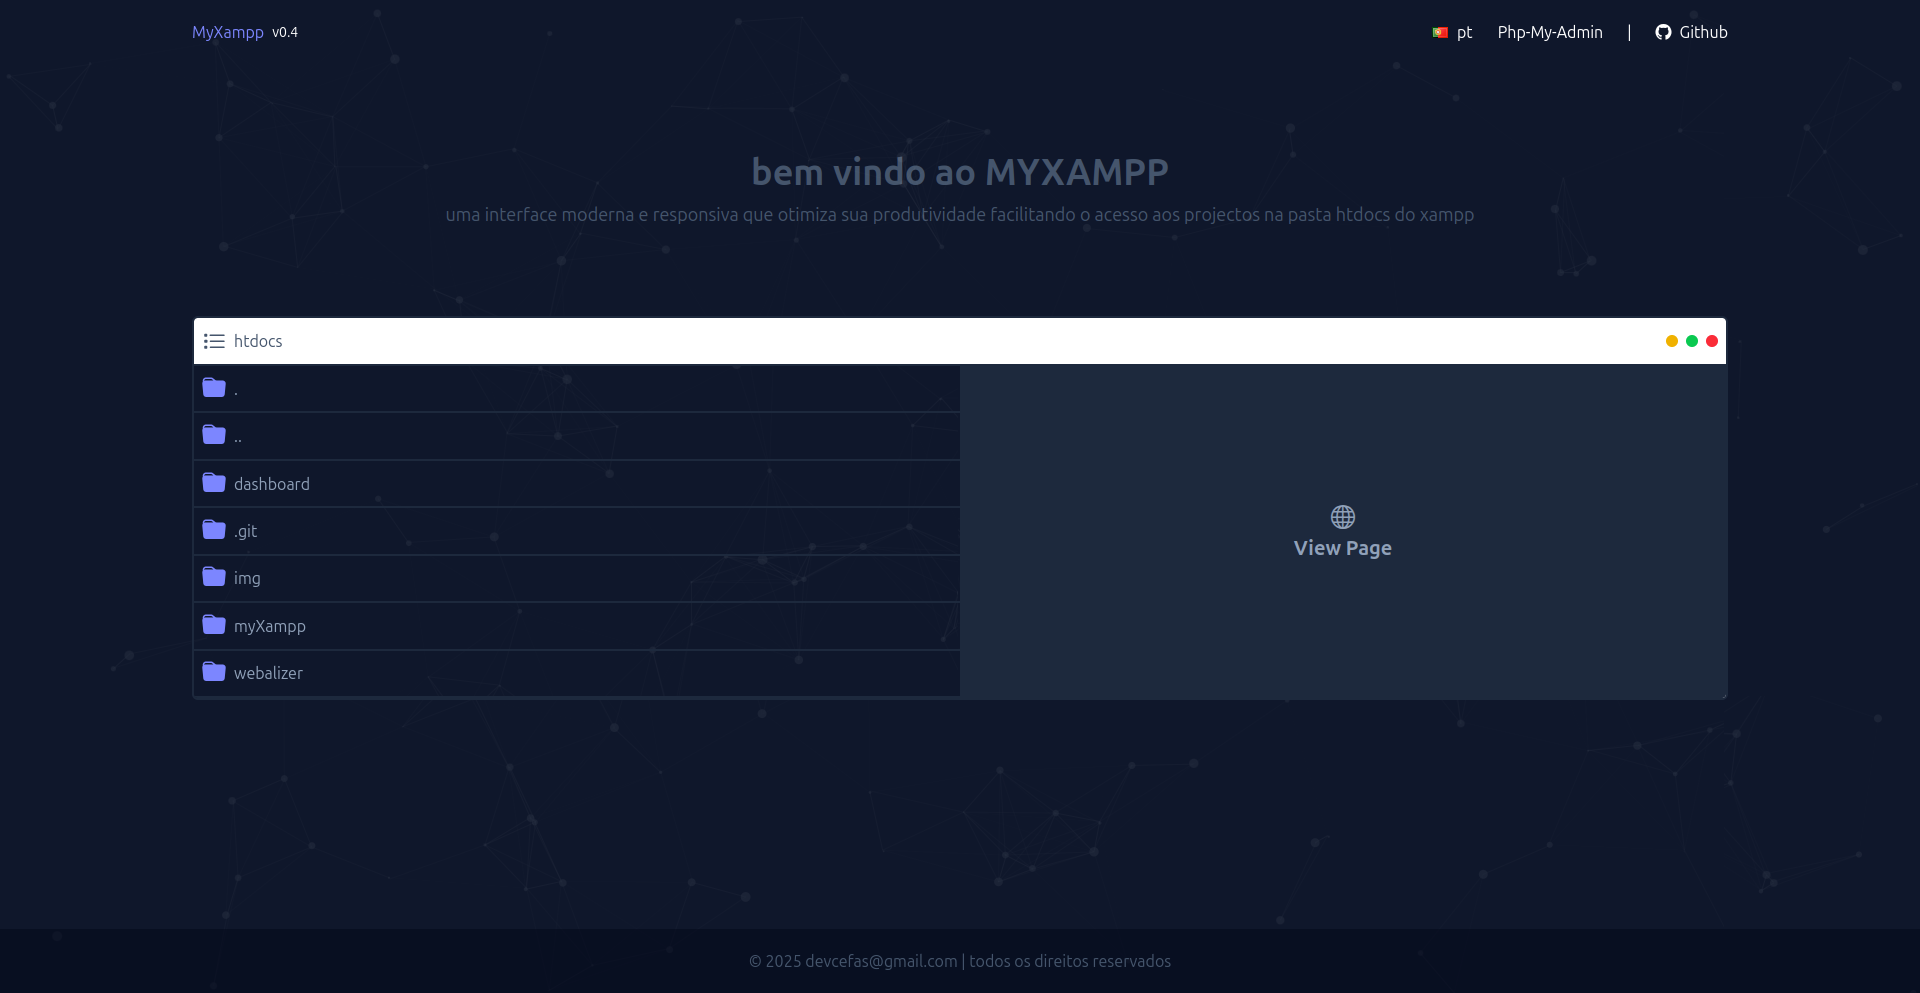 MyXampp v0.4
pt Php-My-Admin | Github
bem vindo ao MYXAMPP
uma interface moderna e responsiva que otimiza sua produtividade facilitando o acesso aos projectos na pasta htdocs do xampp
htdocs
.
..
dashboard
.git
img
myXampp
webalizer
View Page
© 2025 devcefas@gmail.com | todos os direitos reservados